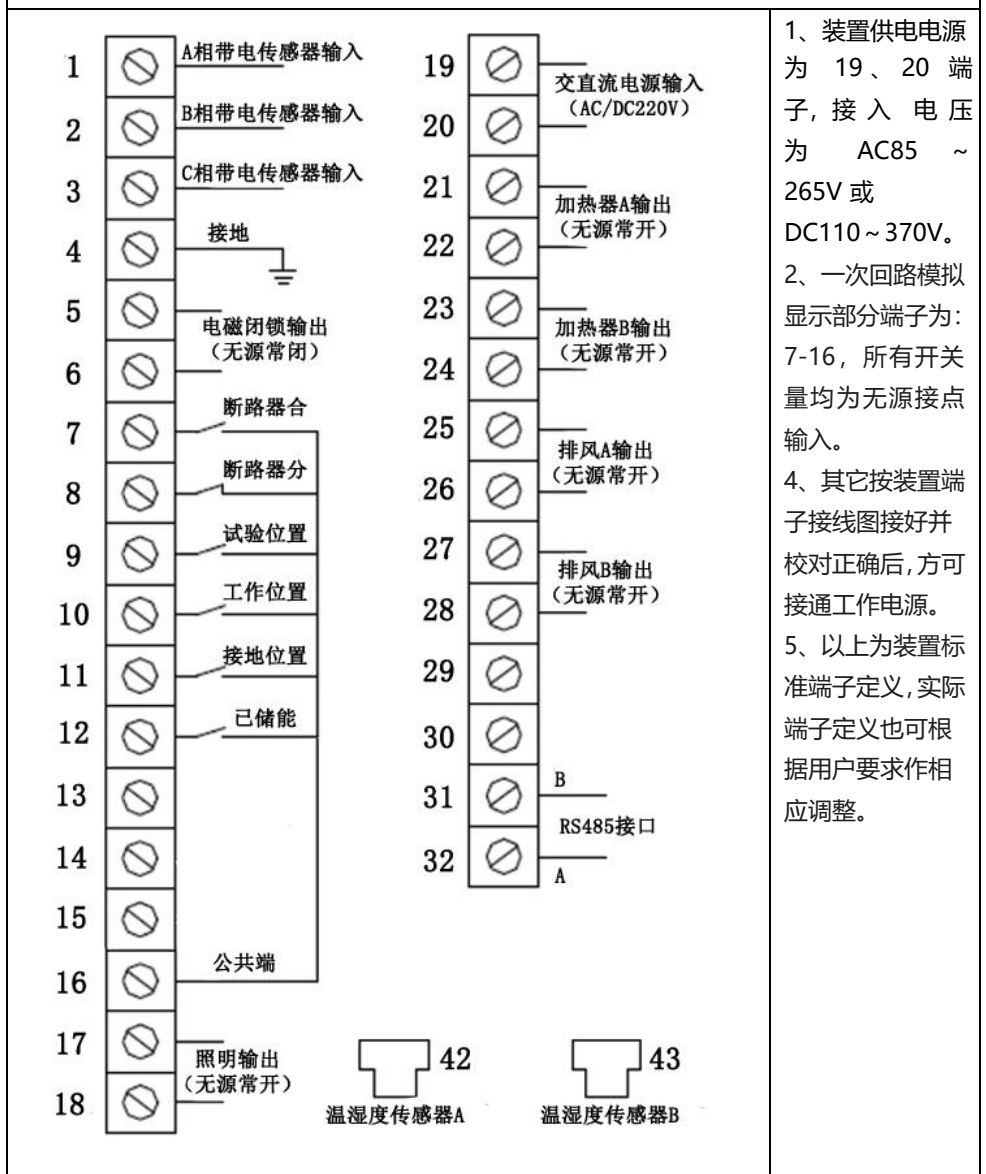 1
A相带电传感器输入
2
B相带电传感器输入
3
C相带电传感器输入
4
接地
5
电磁闭锁输出
（无源常闭）
6
7
断路器合
8
断路器分
9
试验位置
10
工作位置
11
接地位置
12
已储能
13
14
15
16
公共端
17
照明输出
（无源常开）
18
19
交直流电源输入
（AC/DC220V）
20
21
加热器A输出
（无源常开）
22
23
加热器B输出
（无源常开）
24
25
排风A输出
（无源常开）
26
27
排风B输出
（无源常开）
28
29
30
31
B
RS485接口
32
A
42
温湿度传感器A
43
温湿度传感器B
1、装置供电电源
为 19、20 端
子,接入 电压
为 AC85 ~
265V 或
DC110~370V。
2、一次回路模拟
显示部分端子为：
7-16，所有开关
量均为无源接点
输入。
4、其它按装置端
子接线图接好并
校对正确后,方可
接通工作电源。
5、以上为装置标
准端子定义,实际
端子定义也可根
据用户要求作相
应调整。